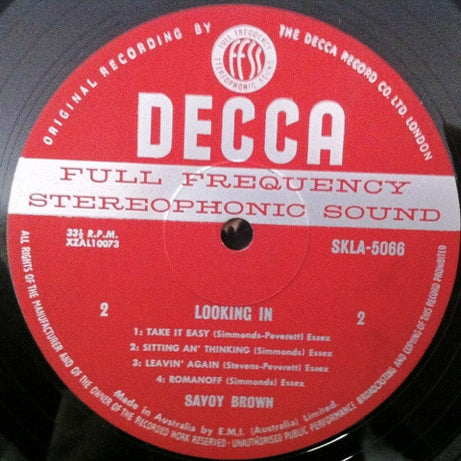 ORIGINAL RECORDING BY
THE DECCA RECORD CO. LTD. LONDON
FULL FREQUENCY
FFSS
STEREOPHONIC SOUND
DECCA
FULL FREQUENCY
STEREOPHONIC SOUND
33⅓ R.P.M.
XZAL10073
SKLA-5066
2
LOOKING IN
2
1: TAKE IT EASY (Simmonds-Peverett) Essex
2: SITTING AN' THINKING (Simmonds) Essex
3: LEAVIN' AGAIN (Stevens-Peverett) Essex
4: ROMANOFF (Simmonds) Essex
SAVOY BROWN
Made in Australia by E.M.I. (Australia) Limited.
ALL RIGHTS OF THE MANUFACTURER AND OF THE OWNER OF THE RECORDED WORK RESERVED - UNAUTHORISED PUBLIC PERFORMANCE BROADCASTING AND COPYING OF THIS RECORD PROHIBITED